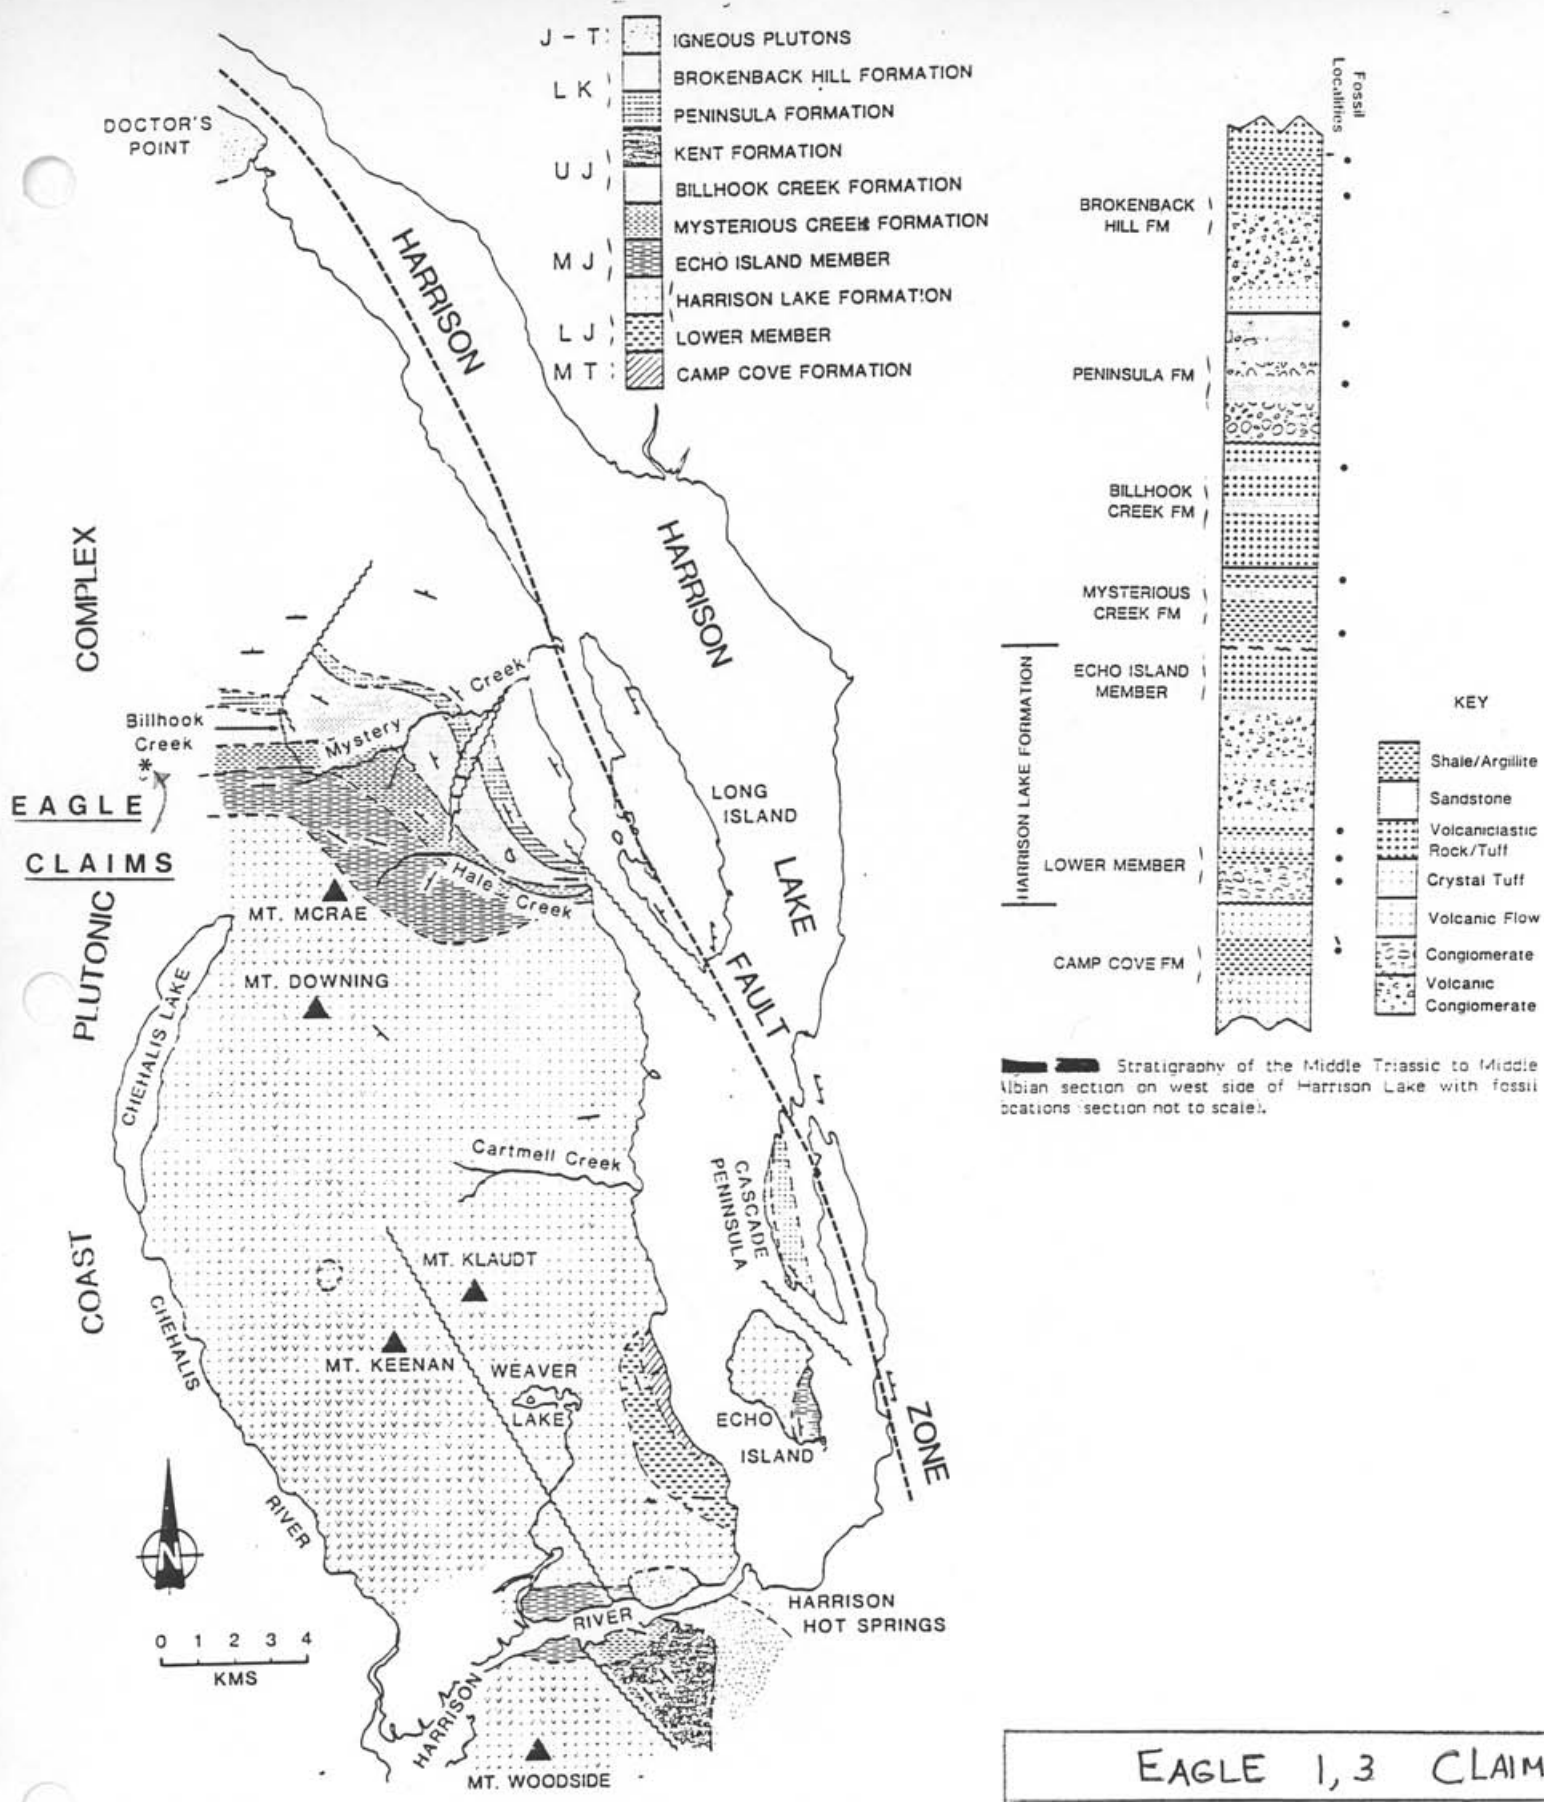 J - T
IGNEOUS PLUTONS
L K
BROKENBACK HILL FORMATION
PENINSULA FORMATION
U J
KENT FORMATION
BILLHOOK CREEK FORMATION
MYSTERIOUS CREEK FORMATION
M J
ECHO ISLAND MEMBER
HARRISON LAKE FORMATION
L J
LOWER MEMBER
M T
CAMP COVE FORMATION
DOCTOR'S
POINT
HARRISON
HARRISON
LAKE
FAULT
ZONE
COMPLEX
PLUTONIC
COAST
Billhook
Creek
*
EAGLE
CLAIMS
Mystery
Creek
Hale
Creek
LONG
ISLAND
MT. MCRAE
MT. DOWNING
CHEHALIS LAKE
Cartmell Creek
CASCADE
PENINSULA
MT. KLAUDT
MT. KEENAN
CHEHALIS
RIVER
WEAVER
LAKE
ECHO
ISLAND
N
0 1 2 3 4
KMS
RIVER
HARRISON
HARRISON
HOT SPRINGS
MT. WOODSIDE
Fossil
Localities
BROKENBACK
HILL FM
PENINSULA FM
BILLHOOK
CREEK FM
MYSTERIOUS
CREEK FM
HARRISON LAKE FORMATION
ECHO ISLAND
MEMBER
LOWER MEMBER
CAMP COVE FM
KEY
Shale/Argillite
Sandstone
Volcaniclastic
Rock/Tuff
Crystal Tuff
Volcanic Flow
Conglomerate
Volcanic
Conglomerate
Stratigraphy of the Middle Triassic to Middle
Albian section on west side of Harrison Lake with fossil
ocations (section not to scale).
EAGLE 1,3 CLAIM